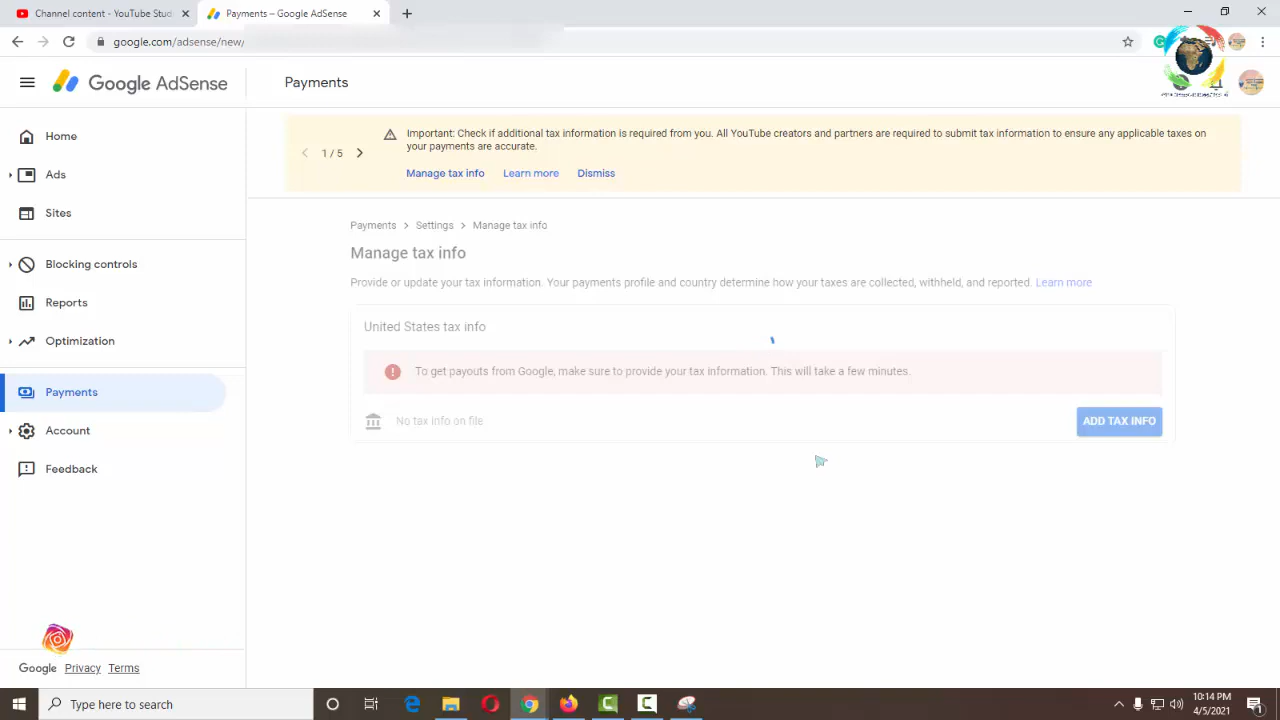 Channel content - YouTube Stud
Payments – Google AdSense
google.com/adsense/new/
Google AdSense
Payments
Home
Ads
Sites
Blocking controls
Reports
Optimization
Payments
Account
Feedback
Google Privacy Terms
1 / 5
Important: Check if additional tax information is required from you. All YouTube creators and partners are required to submit tax information to ensure any applicable taxes on
your payments are accurate.
Manage tax info Learn more Dismiss
Payments > Settings > Manage tax info
Manage tax info
Provide or update your tax information. Your payments profile and country determine how your taxes are collected, withheld, and reported. Learn more
United States tax info
To get payouts from Google, make sure to provide your tax information. This will take a few minutes.
No tax info on file
ADD TAX INFO
Type here to search
10:14 PM
4/5/2021